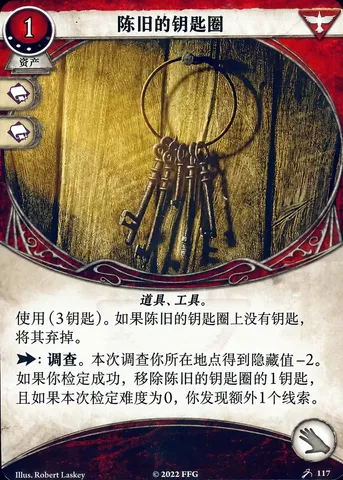 1
陈旧的钥匙圈
资产
道具、工具。
使用(3钥匙)。如果陈旧的钥匙圈上没有钥匙，
将其弃掉。
：调查。本次调查你所在地点得到隐藏值-2。
如果你检定成功，移除陈旧的钥匙圈的1钥匙，
且如果本次检定难度为0，你发现额外1个线索。
Illus. Robert Laskey
© 2022 FFG
117